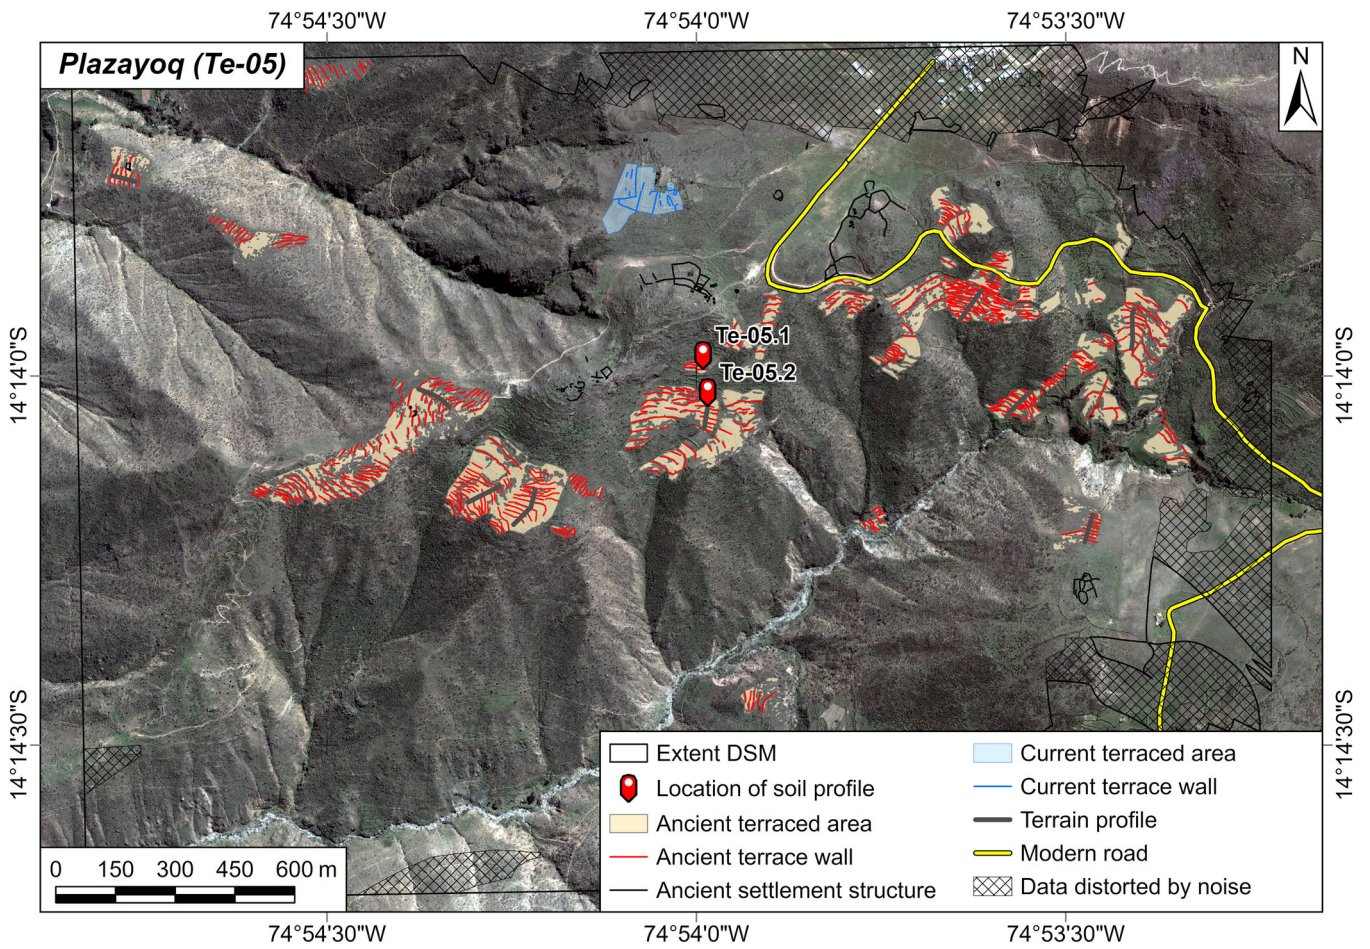 74°54'30"W 74°54'0"W 74°53'30"W
Plazayoq (Te-05)
N
Te-05.1
Te-05.2
14°14'0"S 14°14'0"S
14°14'30"S 14°14'30"S
Extent DSM
Location of soil profile
Ancient terraced area
Ancient terrace wall
Ancient settlement structure
Current terraced area
Current terrace wall
Terrain profile
Modern road
Data distorted by noise
0 150 300 450 600 m
74°54'30"W 74°54'0"W 74°53'30"W